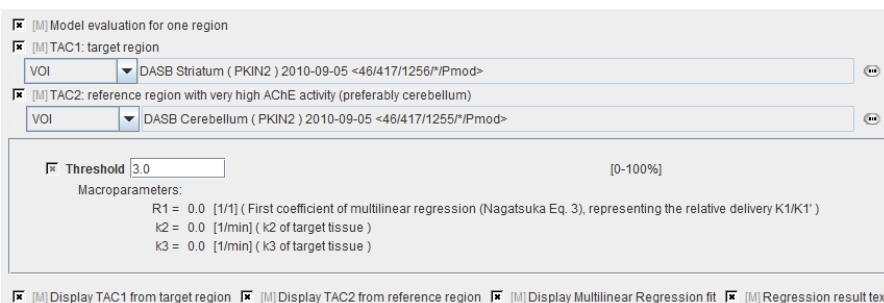 [M] Model evaluation for one region
[M] TAC1: target region
VOI DASB Striatum ( PKIN2 ) 2010-09-05 <46/417/1256/*/Pmod>
[M] TAC2: reference region with very high AChE activity (preferably cerebellum)
VOI DASB Cerebellum ( PKIN2 ) 2010-09-05 <46/417/1255/*/Pmod>
Threshold 3.0 [0-100%]
Macroparameters:
R1 = 0.0 [1/1] ( First coefficient of multilinear regression (Nagatsuka Eq. 3), representing the relative delivery K1/K1' )
k2 = 0.0 [1/min] ( k2 of target tissue )
k3 = 0.0 [1/min] ( k3 of target tissue )
[M] Display TAC1 from target region [M] Display TAC2 from reference region [M] Display Multilinear Regression fit [M] Regression result tex